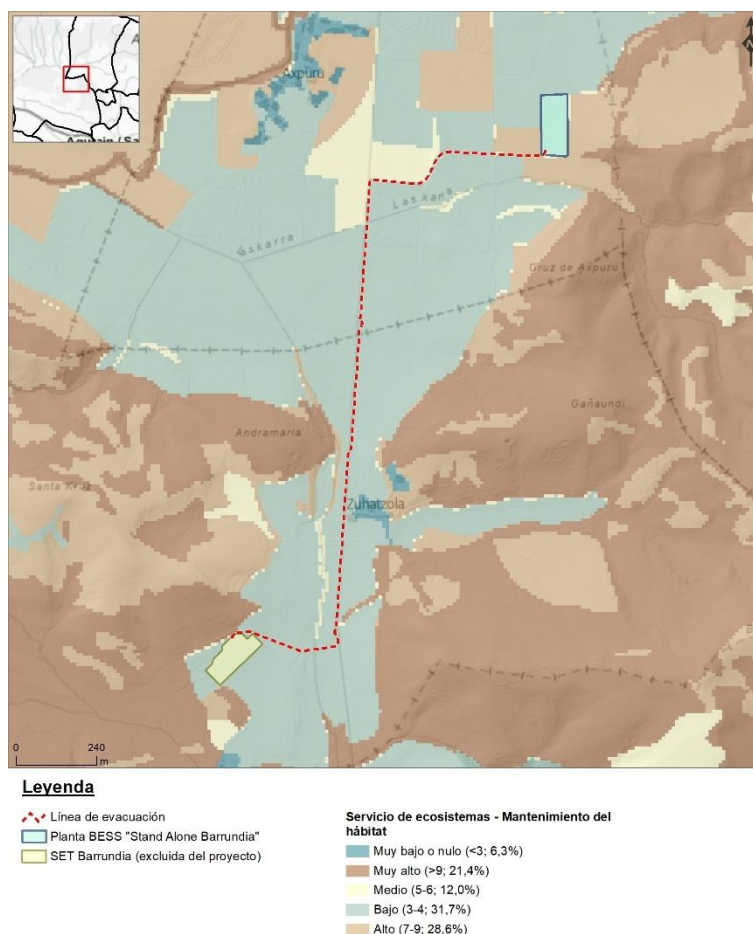 Agurain / (Sa
Axpuru
Laskana
Askarra
Gruz de Axpuru
Gañaundi
Andramaria
Santa Kruz
Zuhatzola
0 240
m
Leyenda
Línea de evacuación
Planta BESS "Stand Alone Barrundia"
SET Barrundia (excluida del proyecto)
Servicio de ecosistemas - Mantenimiento del
hábitat
Muy bajo o nulo (<3; 6,3%)
Muy alto (>9; 21,4%)
Medio (5-6; 12,0%)
Bajo (3-4; 31,7%)
Alto (7-9; 28,6%)